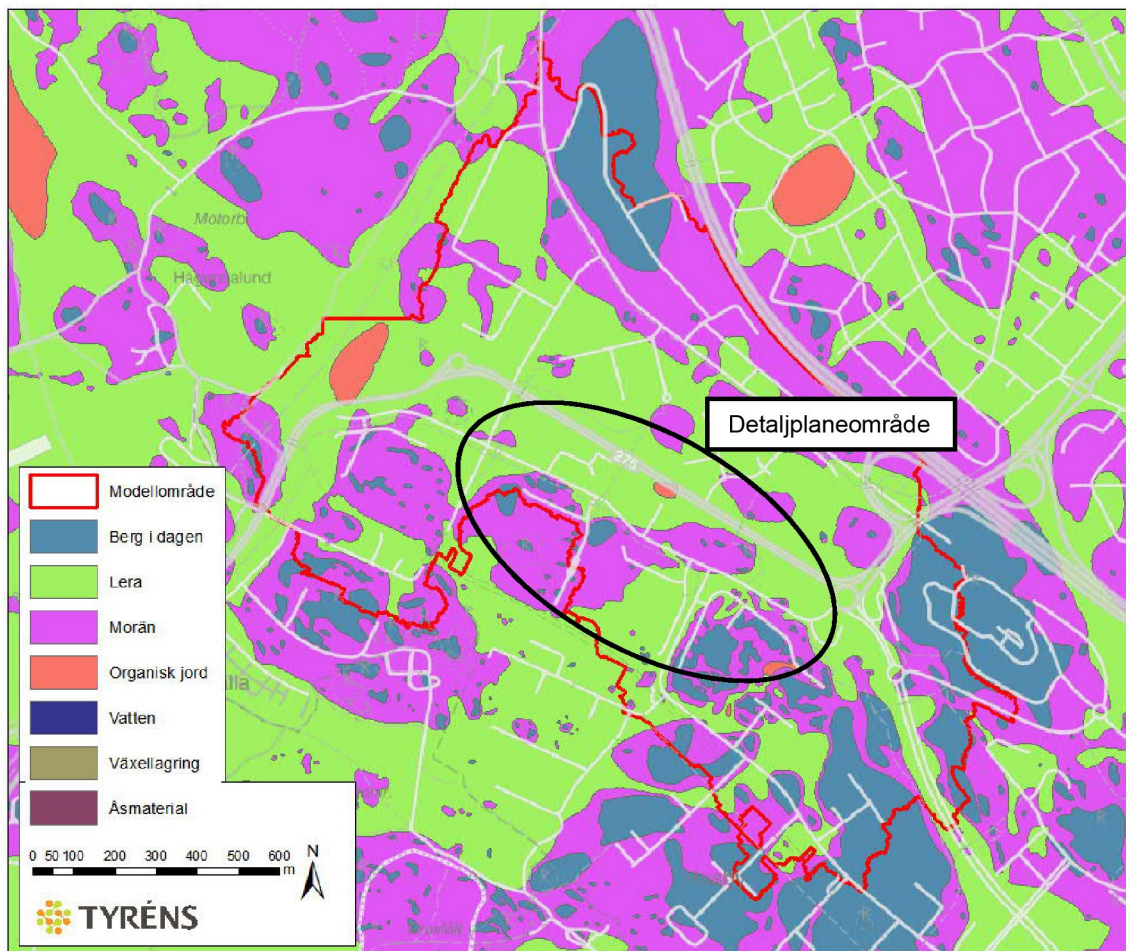 Motorb
Hägerstalund
Detaljplaneområde
275
Modellområde
Berg i dagen
Lera
Morän
Organisk jord
Vatten
Växellagring
Åsmaterial
0 50 100 200 300 400 500 600
m
N
TYRÉNS